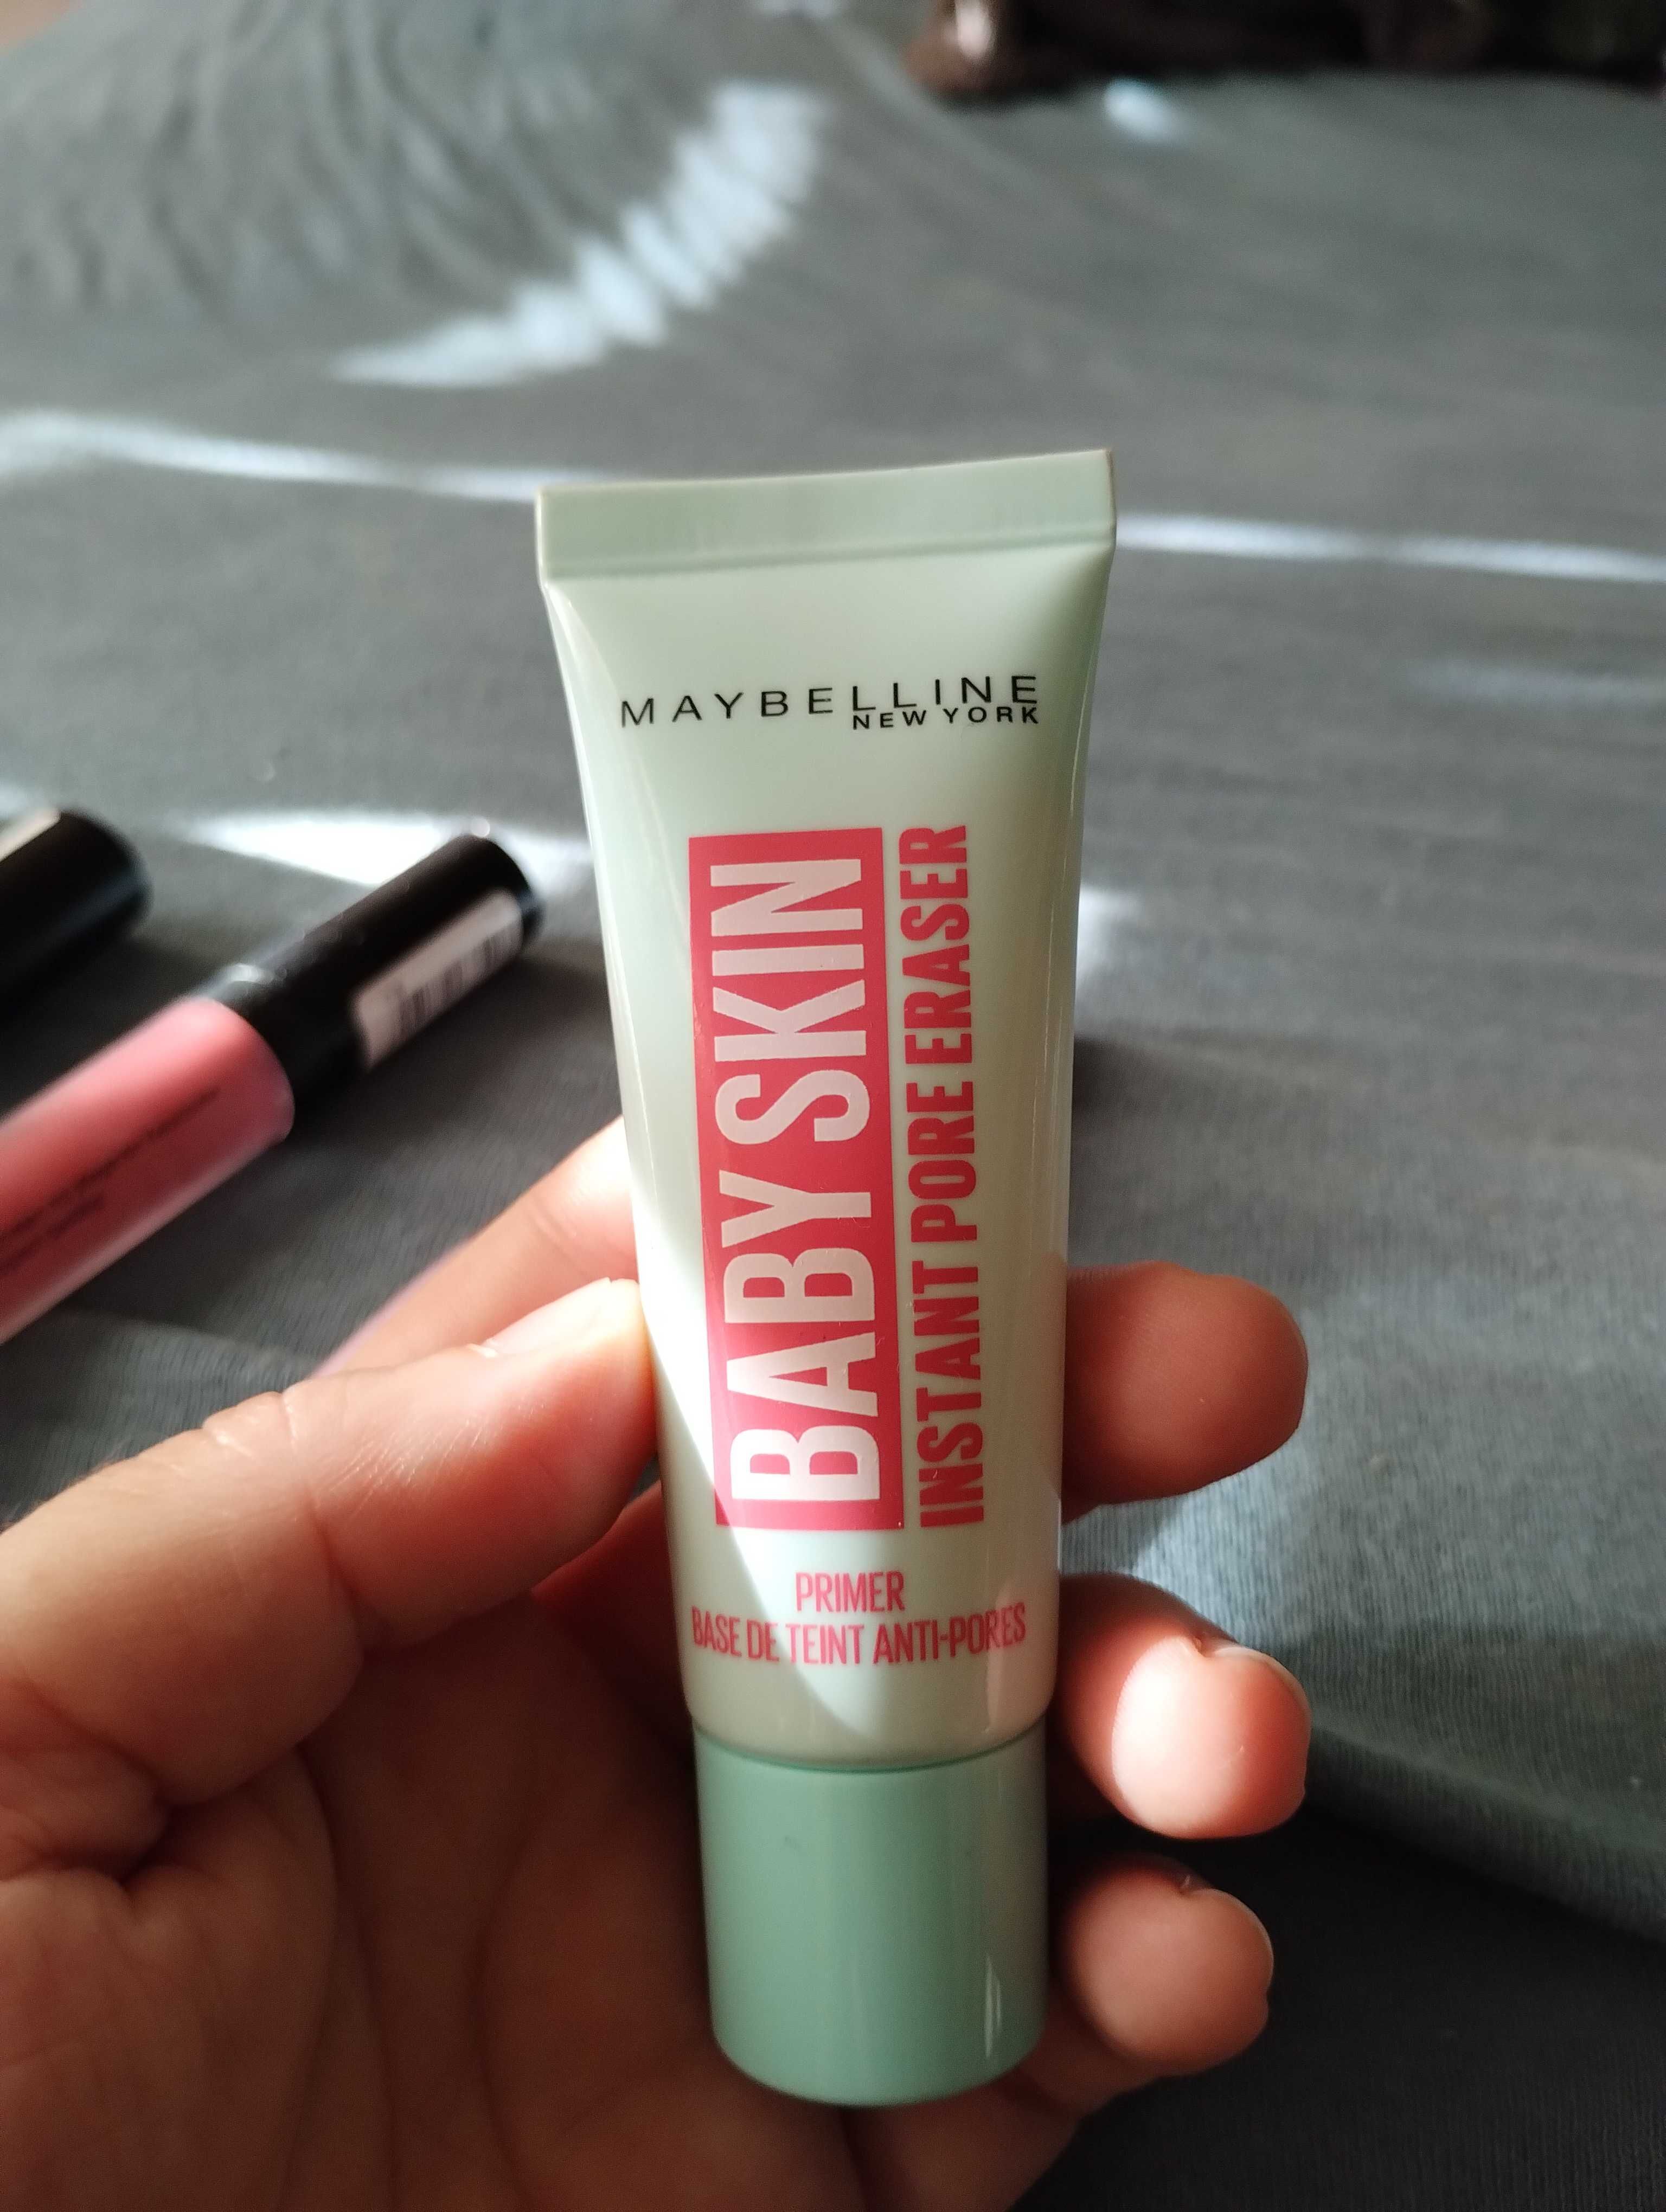 MAYBELLINE
NEW YORK
BABY SKIN
INSTANT PORE ERASER
PRIMER
BASE DE TEINT ANTI-PORES